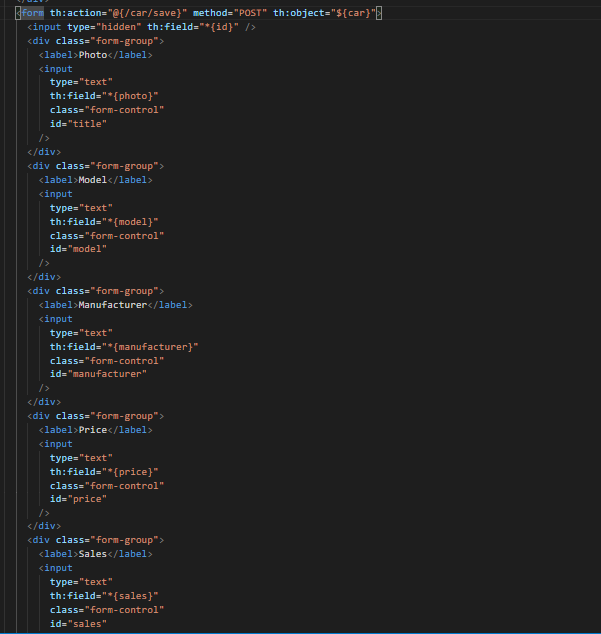 </div>
<form th:action="@{/car/save}" method="POST" th:object="${car}">
<input type="hidden" th:field="*{id}" />
<div class="form-group">
<label>Photo</label>
<input
type="text"
th:field="*{photo}"
class="form-control"
id="title"
/>
</div>
<div class="form-group">
<label>Model</label>
<input
type="text"
th:field="*{model}"
class="form-control"
id="model"
/>
</div>
<div class="form-group">
<label>Manufacturer</label>
<input
type="text"
th:field="*{manufacturer}"
class="form-control"
id="manufacturer"
/>
</div>
<div class="form-group">
<label>Price</label>
<input
type="text"
th:field="*{price}"
class="form-control"
id="price"
/>
</div>
<div class="form-group">
<label>Sales</label>
<input
type="text"
th:field="*{sales}"
class="form-control"
id="sales"